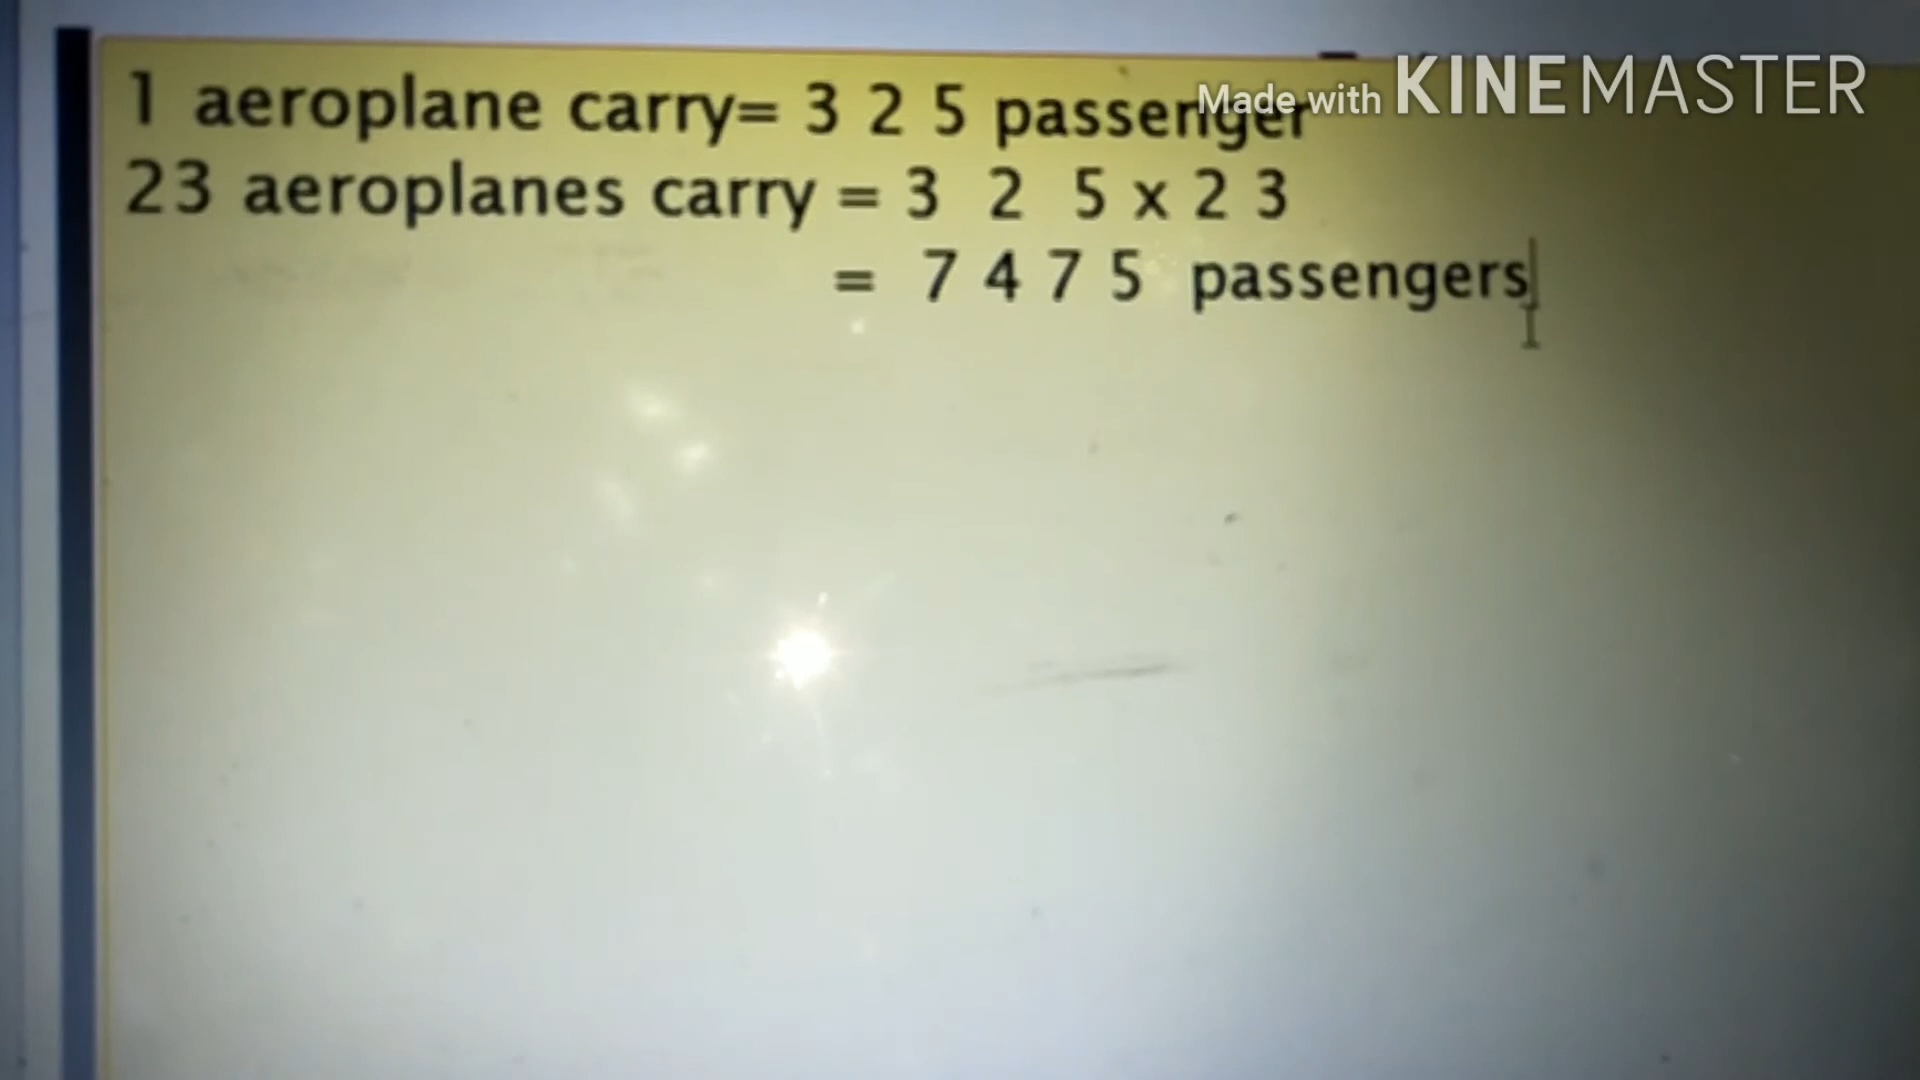 1 aeroplane carry= 3 2 5 passenger
Made with KINEMASTER
23 aeroplanes carry = 3 2 5 x 2 3
= 7 4 7 5 passengers